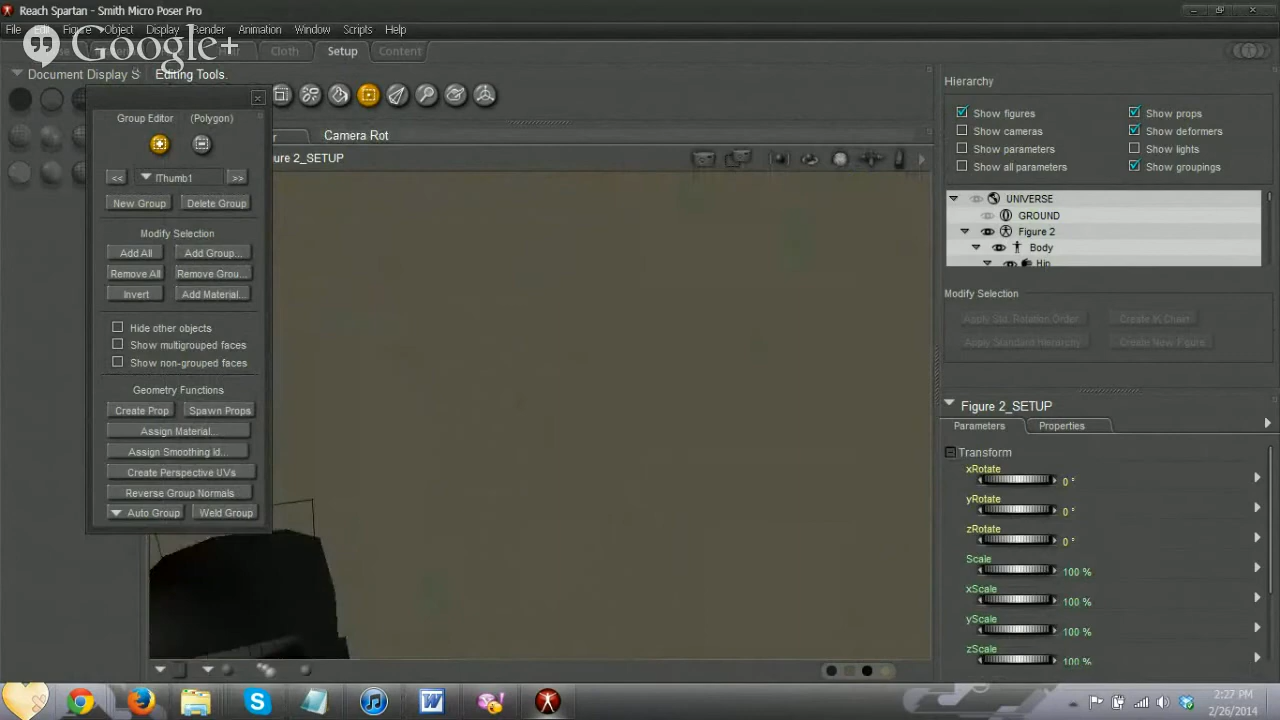 Reach Spartan - Smith Micro Poser Pro
File Edit Figure Object Display Render Animation Window Scripts Help
Google+
Cloth Setup Content
Document Display S Editing Tools.
Group Editor (Polygon)
Camera Rot
Figure 2_SETUP
<< lThumb1 >>
New Group Delete Group
Modify Selection
Add All Add Group...
Remove All Remove Grou...
Invert Add Material...
Hide other objects
Show multigrouped faces
Show non-grouped faces
Geometry Functions
Create Prop Spawn Props
Assign Material...
Assign Smoothing Id...
Create Perspective UVs
Reverse Group Normals
Auto Group Weld Group
Hierarchy
Show figures Show props
Show cameras Show deformers
Show parameters Show lights
Show all parameters Show groupings
UNIVERSE
GROUND
Figure 2
Body
Hip
Modify Selection
Apply Std. Rotation Order Create IK Chain
Apply Standard Hierarchy Create New Figure
Figure 2_SETUP
Parameters Properties
Transform
xRotate
0 °
yRotate
0 °
zRotate
0 °
Scale
100 %
xScale
100 %
yScale
100 %
zScale
100 %
2:27 PM
2/26/2014